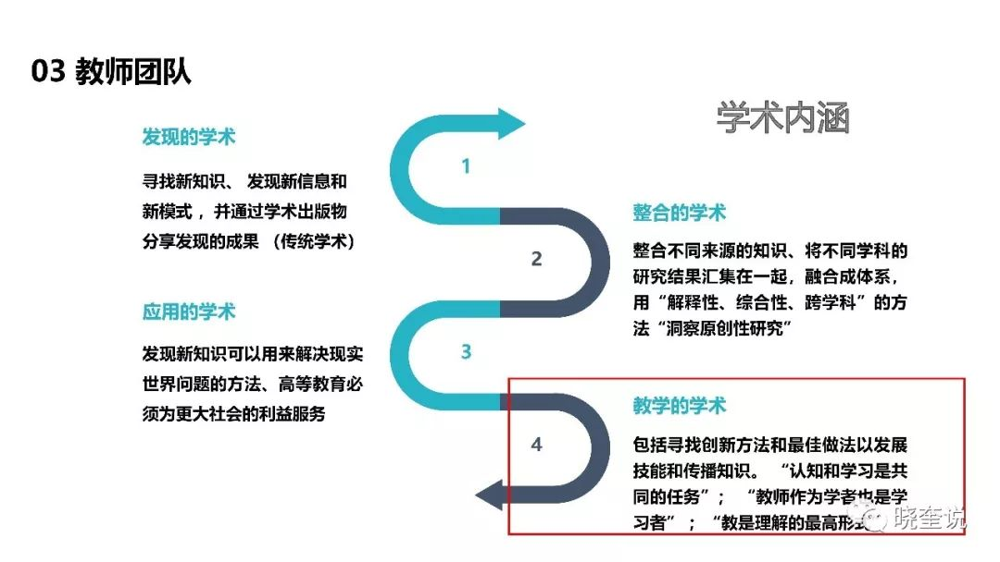 03 教师团队
学术内涵
发现的学术
寻找新知识、 发现新信息和
新模式 ，并通过学术出版物
分享发现的成果 （传统学术）
1
整合的学术
整合不同来源的知识、将不同学科的
研究结果汇集在一起，融合成体系，
用“解释性、综合性、跨学科”的方
法“洞察原创性研究”
2
应用的学术
发现新知识可以用来解决现实
世界问题的方法、高等教育必
须为更大社会的利益服务
3
教学的学术
包括寻找创新方法和最佳做法以发展
技能和传播知识。 “认知和学习是共
同的任务”； “教师作为学者也是学
习者” ；“教是理解的最高形式
4
晓奎说